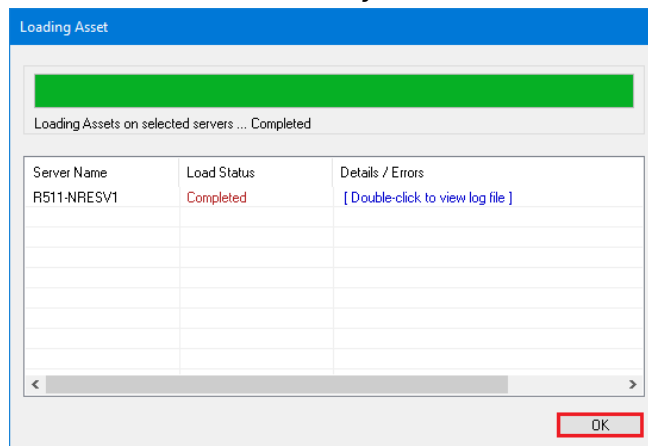 Loading Asset
Loading Assets on selected servers ... Completed
Server Name Load Status Details / Errors
R511-NRESV1 Completed [ Double-click to view log file ]
OK